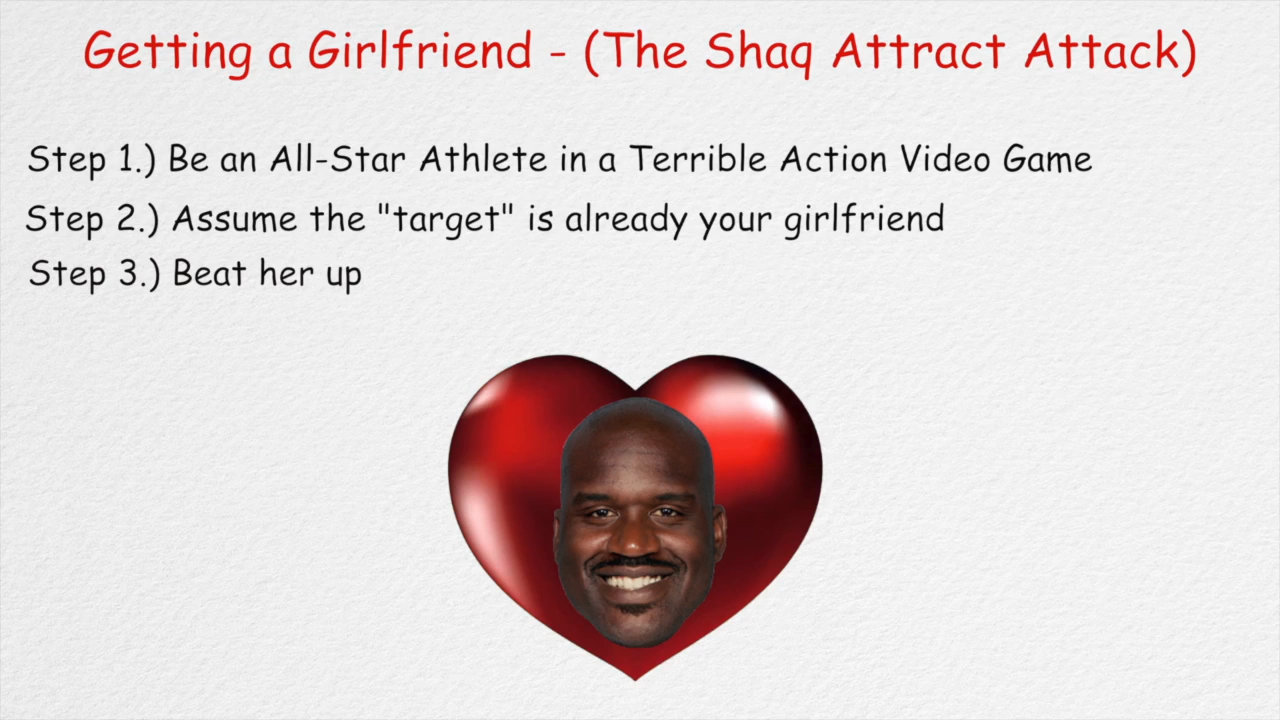 Getting a Girlfriend - (The Shaq Attract Attack)
Step 1.) Be an All-Star Athlete in a Terrible Action Video Game
Step 2.) Assume the "target" is already your girlfriend
Step 3.) Beat her up